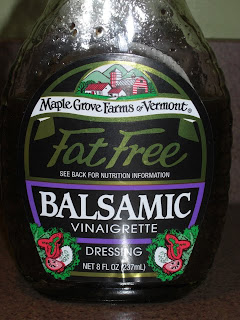 Maple Grove Farms of Vermont®
Fat Free
SEE BACK FOR NUTRITION INFORMATION
BALSAMIC
VINAIGRETTE
DRESSING
NET 8 FL OZ (237mL)